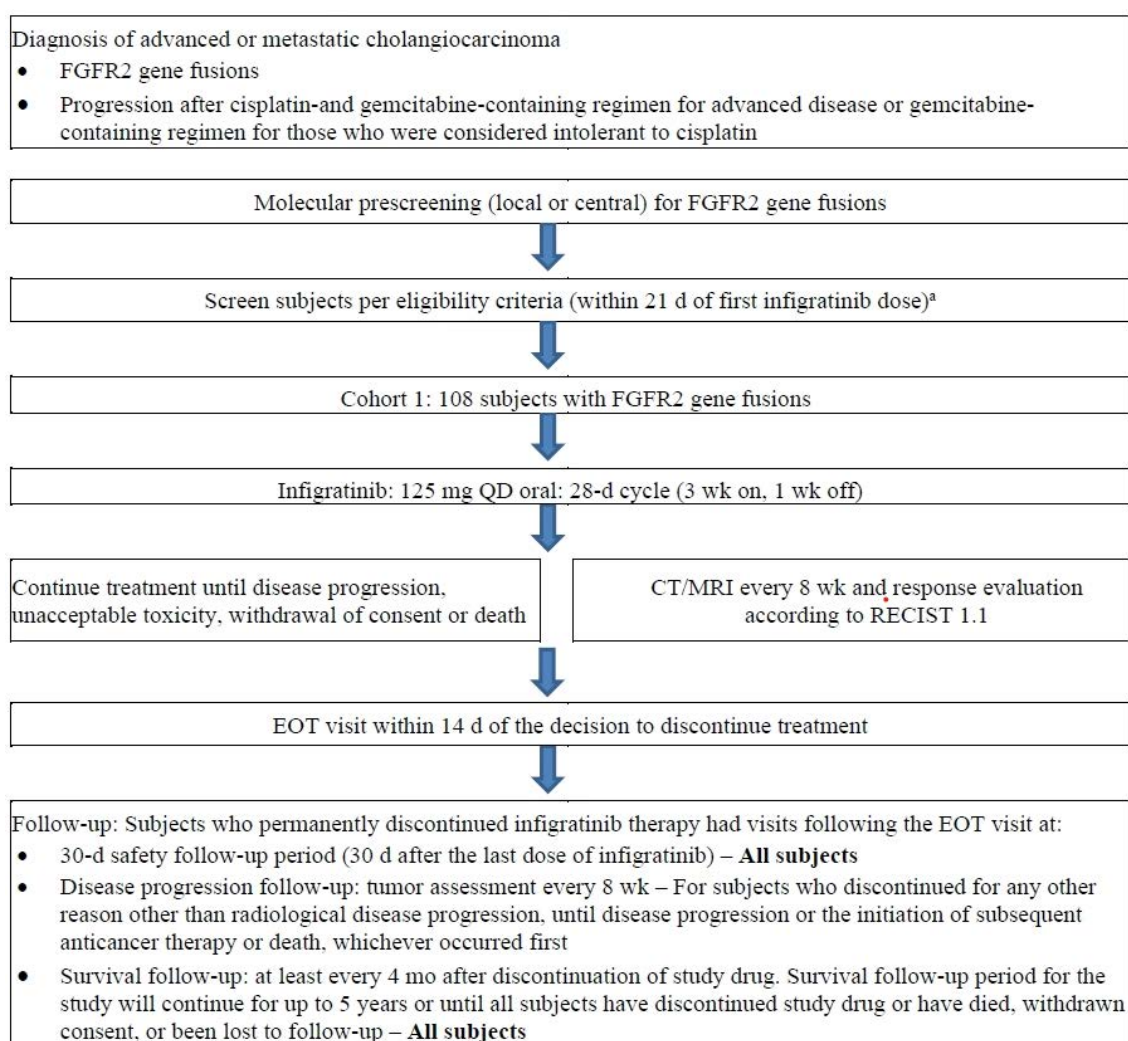 Diagnosis of advanced or metastatic cholangiocarcinoma
• FGFR2 gene fusions
• Progression after cisplatin-and gemcitabine-containing regimen for advanced disease or gemcitabine-
containing regimen for those who were considered intolerant to cisplatin
Molecular prescreening (local or central) for FGFR2 gene fusions
Screen subjects per eligibility criteria (within 21 d of first infigratinib dose)ᵃ
Cohort 1: 108 subjects with FGFR2 gene fusions
Infigratinib: 125 mg QD oral: 28-d cycle (3 wk on, 1 wk off)
Continue treatment until disease progression,
unacceptable toxicity, withdrawal of consent or death
CT/MRI every 8 wk and response evaluation
according to RECIST 1.1
EOT visit within 14 d of the decision to discontinue treatment
Follow-up: Subjects who permanently discontinued infigratinib therapy had visits following the EOT visit at:
• 30-d safety follow-up period (30 d after the last dose of infigratinib) – All subjects
• Disease progression follow-up: tumor assessment every 8 wk – For subjects who discontinued for any other
reason other than radiological disease progression, until disease progression or the initiation of subsequent
anticancer therapy or death, whichever occurred first
• Survival follow-up: at least every 4 mo after discontinuation of study drug. Survival follow-up period for the
study will continue for up to 5 years or until all subjects have discontinued study drug or have died, withdrawn
consent, or been lost to follow-up – All subjects